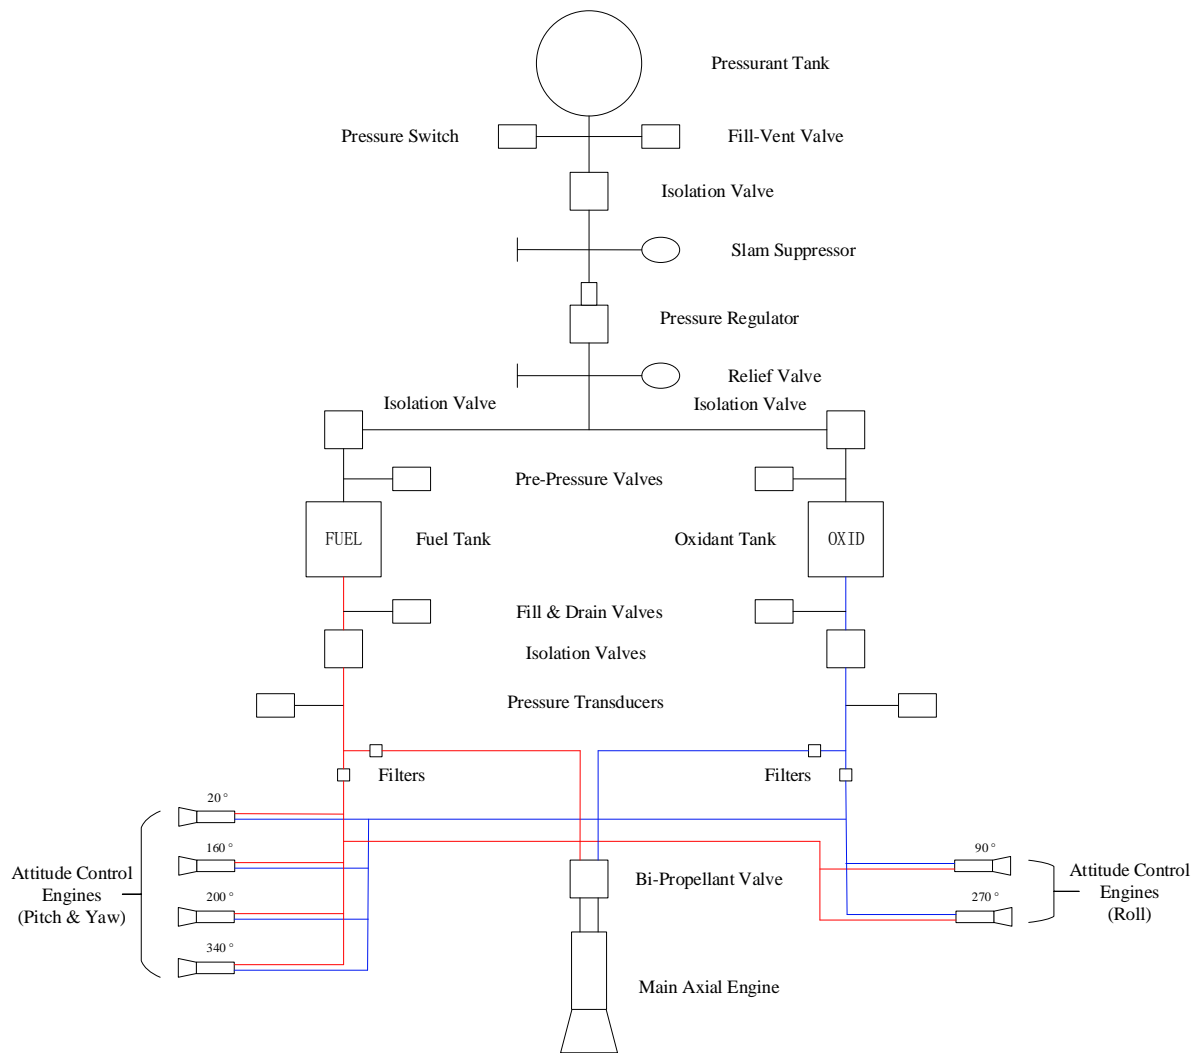 Pressurant Tank
Pressure Switch
Fill-Vent Valve
Isolation Valve
Slam Suppressor
Pressure Regulator
Relief Valve
Isolation Valve
Isolation Valve
Pre-Pressure Valves
FUEL
Fuel Tank
Oxidant Tank
OXID
Fill & Drain Valves
Isolation Valves
Pressure Transducers
Filters
Filters
20°
160°
200°
340°
Attitude Control
Engines
(Pitch & Yaw)
Bi-Propellant Valve
90°
270°
Attitude Control
Engines
(Roll)
Main Axial Engine